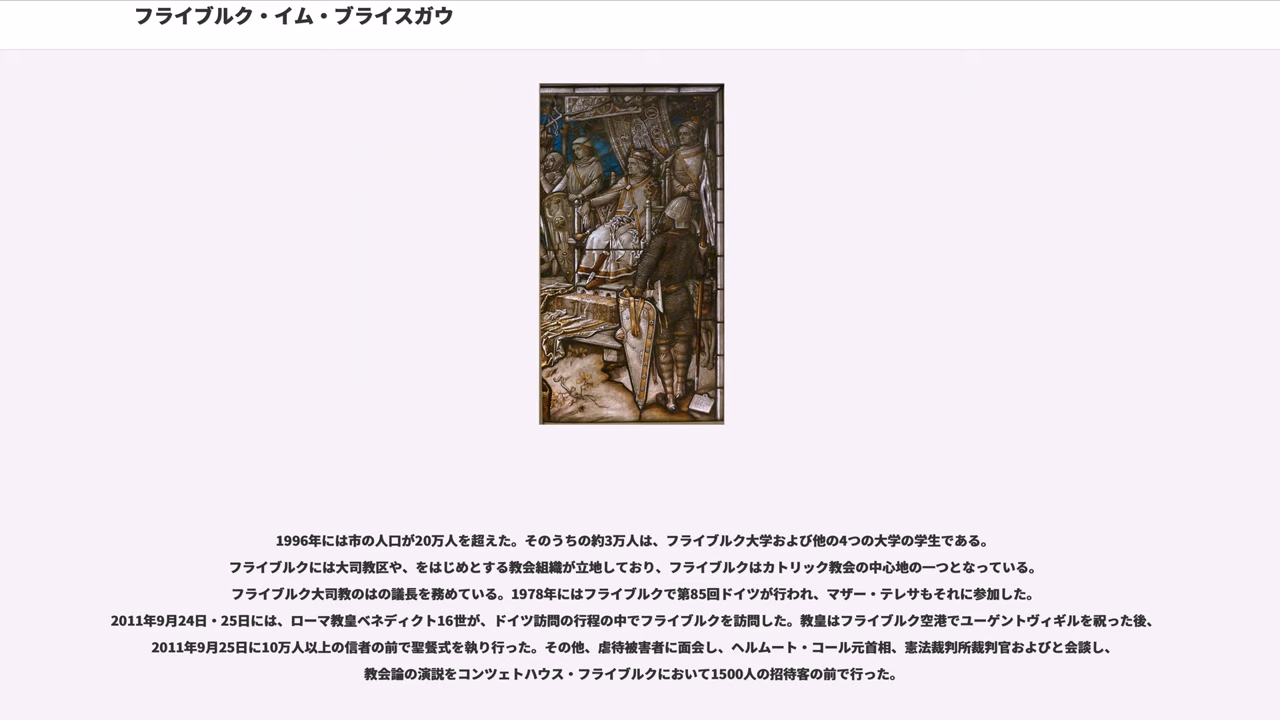 フライブルク・イム・ブライスガウ
1996年には市の人口が20万人を超えた。そのうちの約3万人は、フライブルク大学および他の4つの大学の学生である。
フライブルクには大司教区や、をはじめとする教会組織が立地しており、フライブルクはカトリック教会の中心地の一つとなっている。
フライブルク大司教のはの議長を務めている。1978年にはフライブルクで第85回ドイツが行われ、マザー・テレサもそれに参加した。
2011年9月24日・25日には、ローマ教皇ベネディクト16世が、ドイツ訪問の行程の中でフライブルクを訪問した。教皇はフライブルク空港でユーゲントヴィギルを祝った後、
2011年9月25日に10万人以上の信者の前で聖餐式を執り行った。その他、虐待被害者に面会し、ヘルムート・コール元首相、憲法裁判所裁判官およびと会談し、
教会論の演説をコンツェトハウス・フライブルクにおいて1500人の招待客の前で行った。